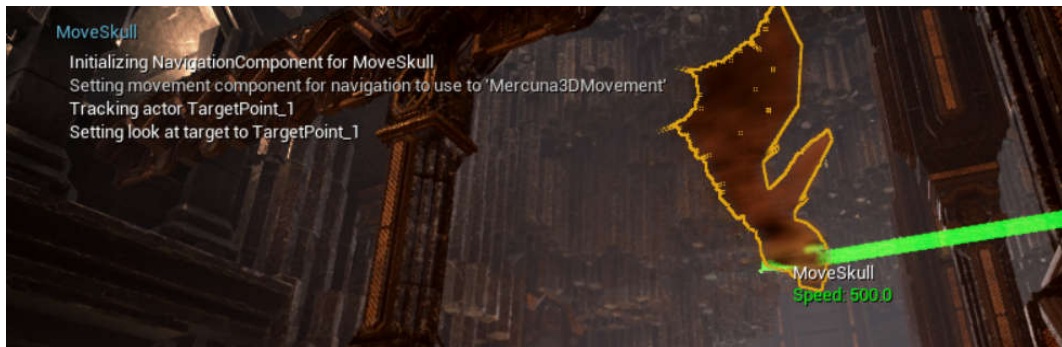 MoveSkull
Initializing NavigationComponent for MoveSkull
Setting movement component for navigation to use to 'Mercuna3DMovement'
Tracking actor TargetPoint_1
Setting look at target to TargetPoint_1
MoveSkull
Speed: 500.0